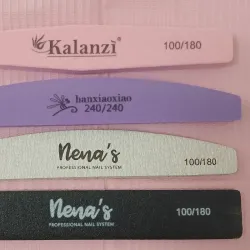 Kalanzi
100/180
hanxiaoxiao
240/240
Nena's
PROFESSIONAL NAIL SYSTEM
100/180
Nena's
PROFESSIONAL NAIL SYSTEM
100/180